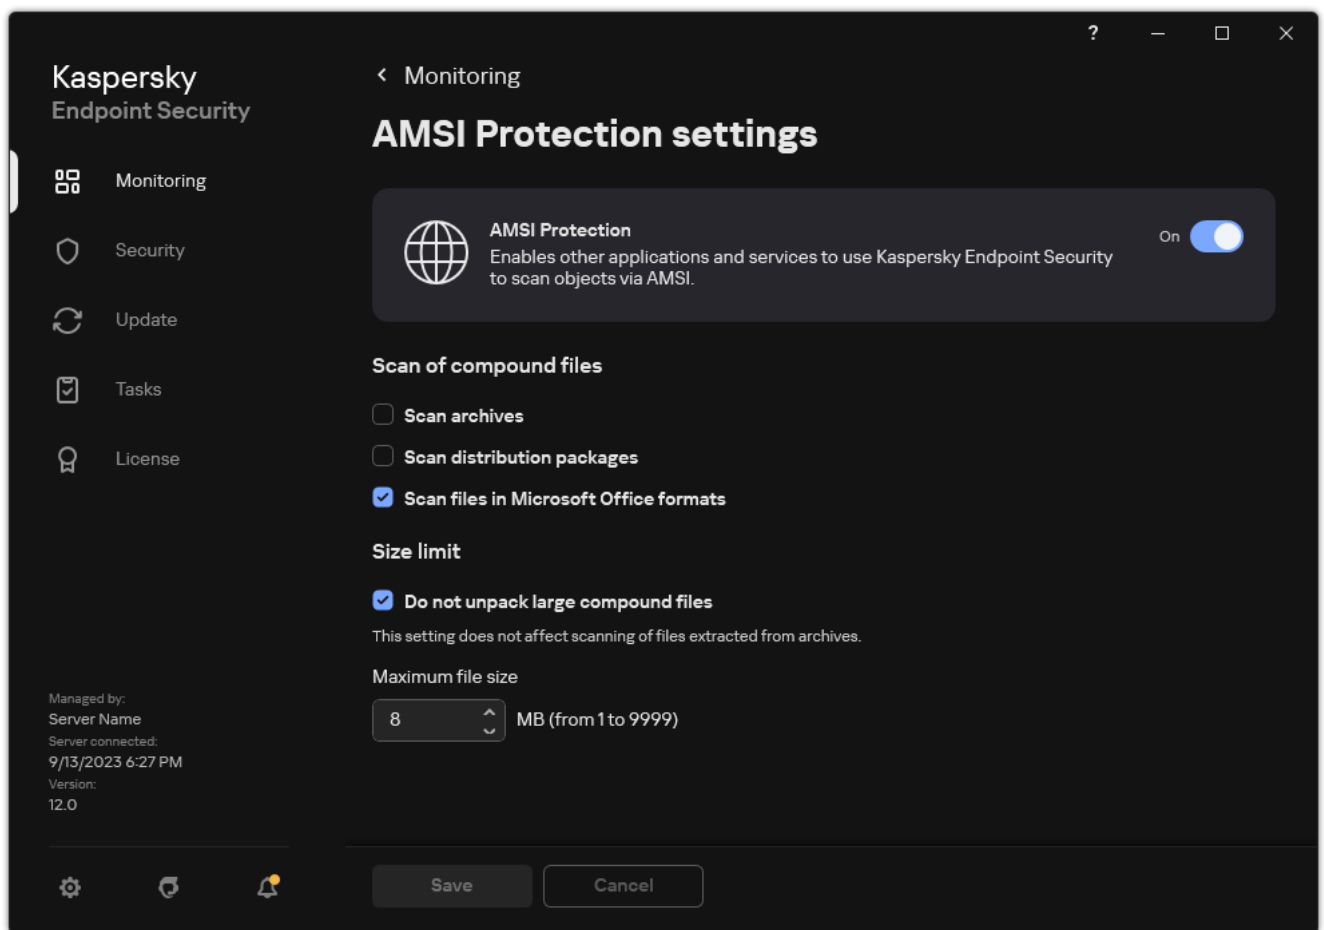 ?
Kaspersky
Endpoint Security
Monitoring
Security
Update
Tasks
License
Managed by:
Server Name
Server connected:
9/13/2023 6:27 PM
Version:
12.0
Monitoring
AMSI Protection settings
AMSI Protection
Enables other applications and services to use Kaspersky Endpoint Security
to scan objects via AMSI.
On
Scan of compound files
Scan archives
Scan distribution packages
Scan files in Microsoft Office formats
Size limit
Do not unpack large compound files
This setting does not affect scanning of files extracted from archives.
Maximum file size
8 MB (from 1 to 9999)
Save Cancel